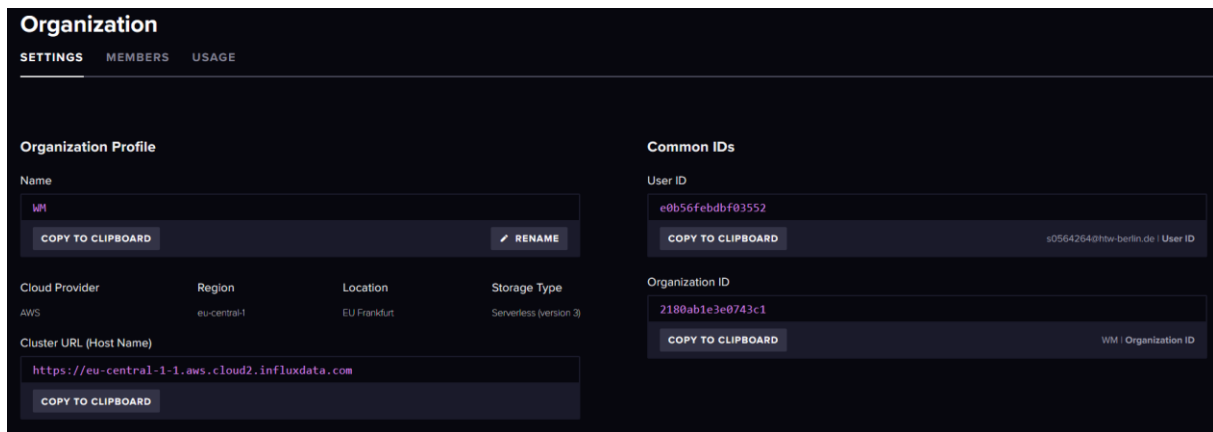 Organization
SETTINGS MEMBERS USAGE
Organization Profile
Name
WM
COPY TO CLIPBOARD RENAME
Cloud Provider Region Location Storage Type
AWS eu-central-1 EU Frankfurt Serverless (version 3)
Cluster URL (Host Name)
https://eu-central-1-1.aws.cloud2.influxdata.com
COPY TO CLIPBOARD
Common IDs
User ID
e0b56febdbf03552
COPY TO CLIPBOARD s0564264@htw-berlin.de | User ID
Organization ID
2180ab1e3e0743c1
COPY TO CLIPBOARD WM | Organization ID